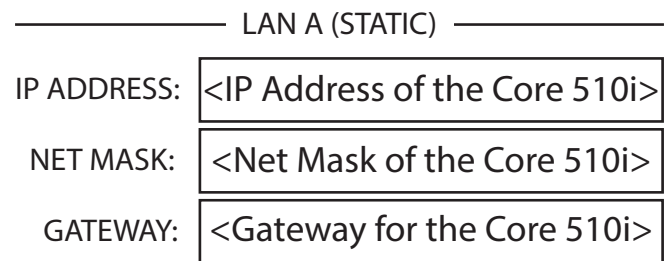 LAN A (STATIC)
IP ADDRESS: <IP Address of the Core 510i>
NET MASK: <Net Mask of the Core 510i>
GATEWAY: <Gateway for the Core 510i>